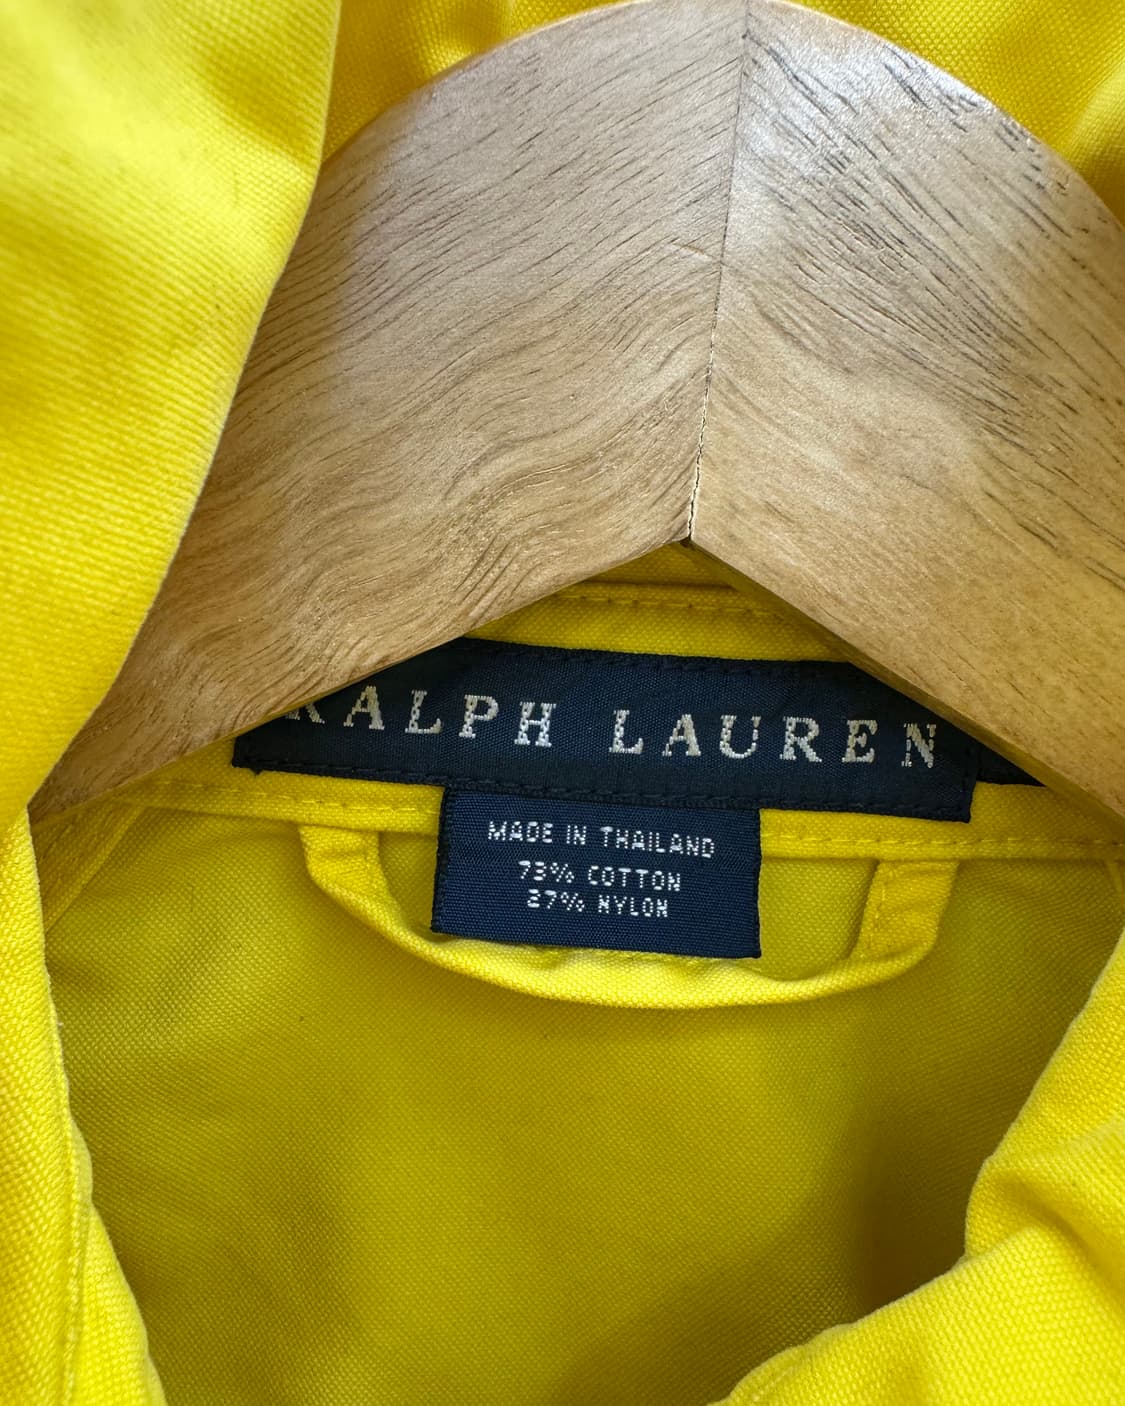 RALPH LAUREN
MADE IN THAILAND
73% COTTON
27% NYLON